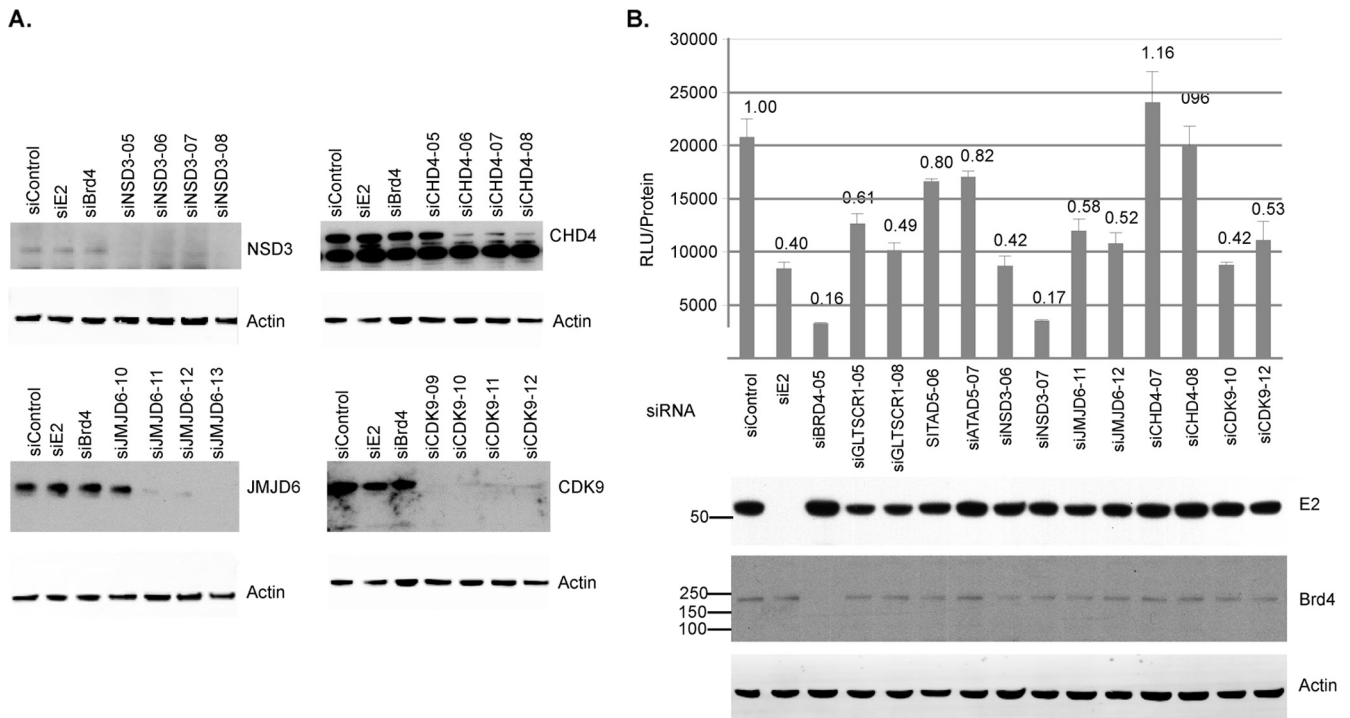 A.
siControl
siE2
siBrd4
siNSD3-05
siNSD3-06
siNSD3-07
siNSD3-08
NSD3
Actin
siControl
siE2
siBrd4
siCHD4-05
siCHD4-06
siCHD4-07
siCHD4-08
CHD4
Actin
siControl
siE2
siBrd4
siJMJD6-10
siJMJD6-11
siJMJD6-12
siJMJD6-13
JMJD6
Actin
siControl
siE2
siBrd4
siCDK9-09
siCDK9-10
siCDK9-11
siCDK9-12
CDK9
Actin
B.
RLU/Protein
30000
25000
20000
15000
10000
5000
1.00
0.40
0.16
0.61
0.49
0.80
0.82
0.42
0.17
0.58
0.52
1.16
096
0.42
0.53
siRNA
siControl
siE2
siBRD4-05
siGLTSCR1-05
siGLTSCR1-08
SITAD5-06
siATAD5-07
siNSD3-06
siNSD3-07
siJMJD6-11
siJMJD6-12
siCHD4-07
siCHD4-08
siCDK9-10
siCDK9-12
50
E2
250
150
100
Brd4
Actin